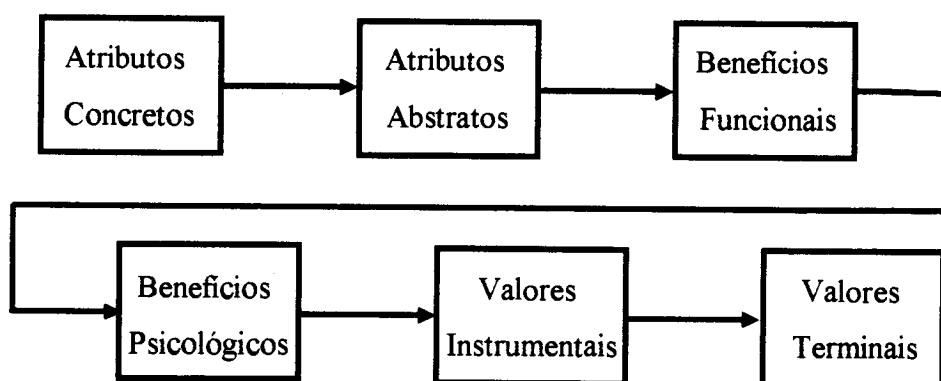 Atributos
Concretos
Atributos
Abstratos
Benefícios
Funcionais
Benefícios
Psicológicos
Valores
Instrumentais
Valores
Terminais